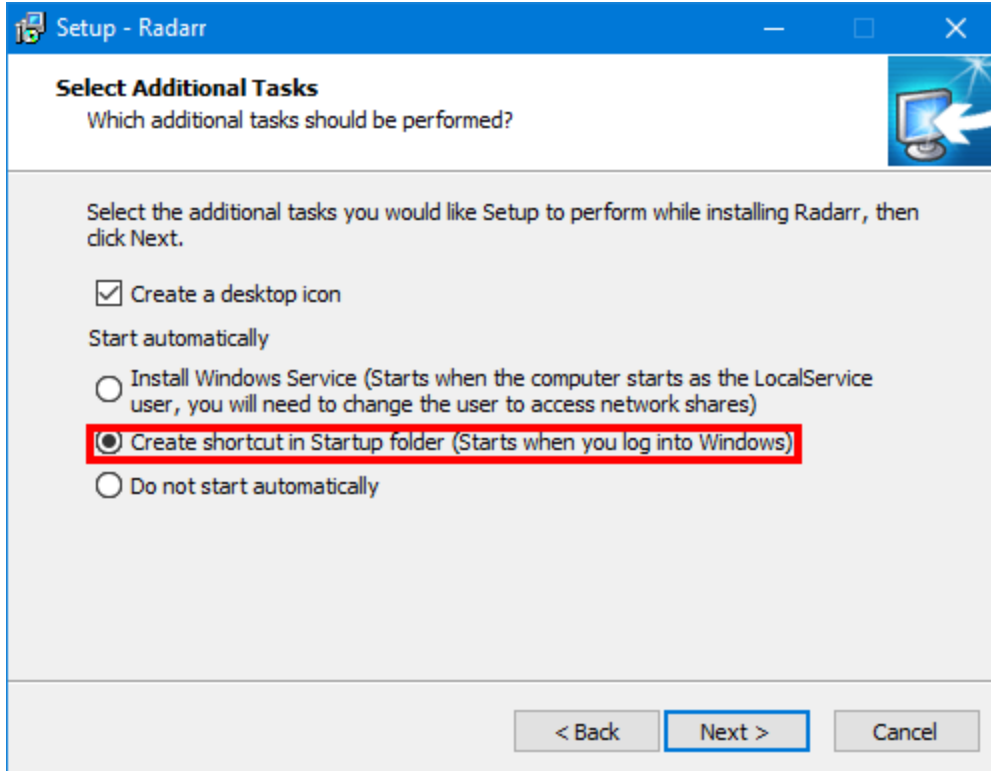 Setup - Radarr
Select Additional Tasks
Which additional tasks should be performed?
Select the additional tasks you would like Setup to perform while installing Radarr, then
click Next.
Create a desktop icon
Start automatically
Install Windows Service (Starts when the computer starts as the LocalService
user, you will need to change the user to access network shares)
Create shortcut in Startup folder (Starts when you log into Windows)
Do not start automatically
< Back
Next >
Cancel